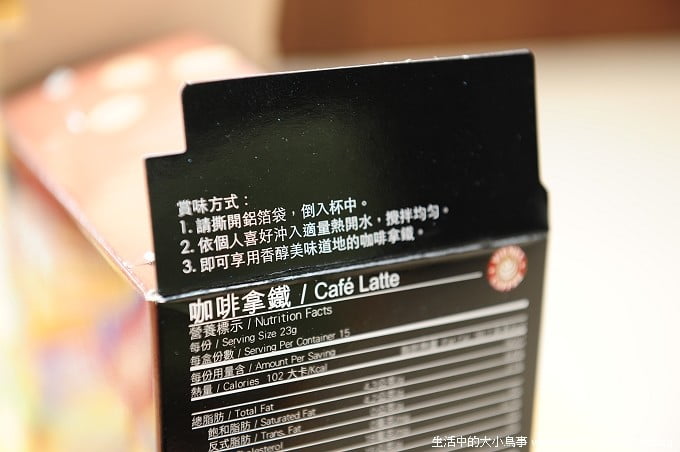 賞味方式：
1. 請撕開鋁箔袋，倒入杯中。
2. 依個人喜好沖入適量熱開水，攪拌均勻。
3. 即可享用香醇美味道地的咖啡拿鐵。
咖啡拿鐵 / Café Latte
營養標示 / Nutrition Facts
每份 / Serving Size 23g
每盒份數 / Serving Per Container 15
每份用量含 / Amount Per Saving
熱量 / Calories 102 大卡/Kcal
總脂肪 / Total Fat
飽和脂肪 / Saturated Fat
反式脂肪 / Trans. Fat
生活中的大小鳥事